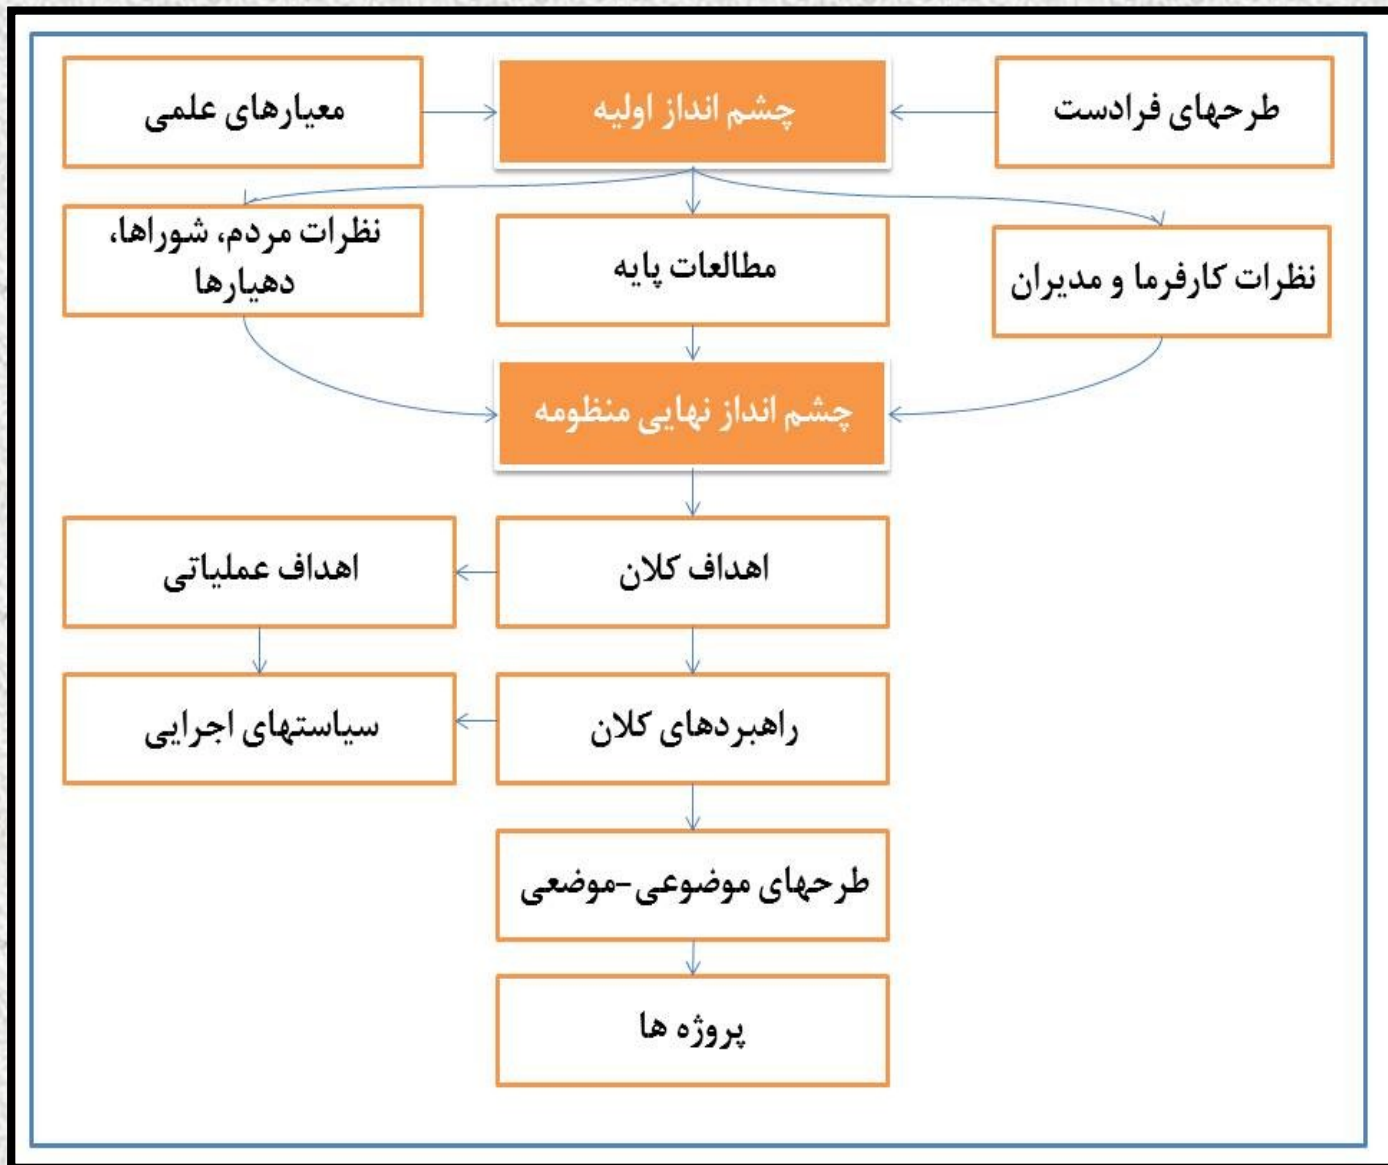 طرحهای فرادست
چشم انداز اولیه
معیارهای علمی
نظرات کارفرما و مدیران
مطالعات پایه
نظرات مردم، شوراها،
دهیارها
چشم انداز نهایی منظومه
اهداف کلان
اهداف عملیاتی
راهبردهای کلان
سیاستهای اجرایی
طرحهای موضوعی-موضعی
پروژه ها